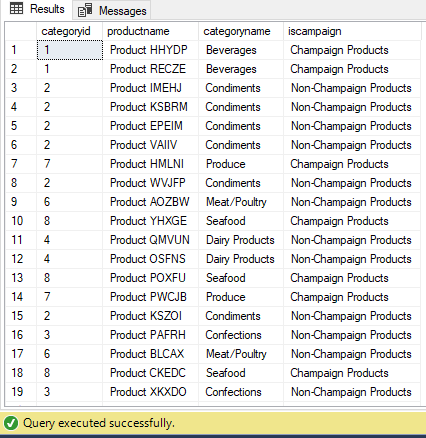 Results Messages
categoryid productname categoryname iscampaign
1 1 Product HHYDP Beverages Champaign Products
2 1 Product RECZE Beverages Champaign Products
3 2 Product IMEHJ Condiments Non-Champaign Products
4 2 Product KSBRM Condiments Non-Champaign Products
5 2 Product EPEIM Condiments Non-Champaign Products
6 2 Product VAIIV Condiments Non-Champaign Products
7 7 Product HMLNI Produce Champaign Products
8 2 Product WVJFP Condiments Non-Champaign Products
9 6 Product AOZBW Meat/Poultry Non-Champaign Products
10 8 Product YHXGE Seafood Champaign Products
11 4 Product QMVUN Dairy Products Non-Champaign Products
12 4 Product OSFNS Dairy Products Non-Champaign Products
13 8 Product POXFU Seafood Champaign Products
14 7 Product PWCJB Produce Champaign Products
15 2 Product KSZOI Condiments Non-Champaign Products
16 3 Product PAFRH Confections Non-Champaign Products
17 6 Product BLCAX Meat/Poultry Non-Champaign Products
18 8 Product CKEDC Seafood Champaign Products
19 3 Product XKXDO Confections Non-Champaign Products
Query executed successfully.